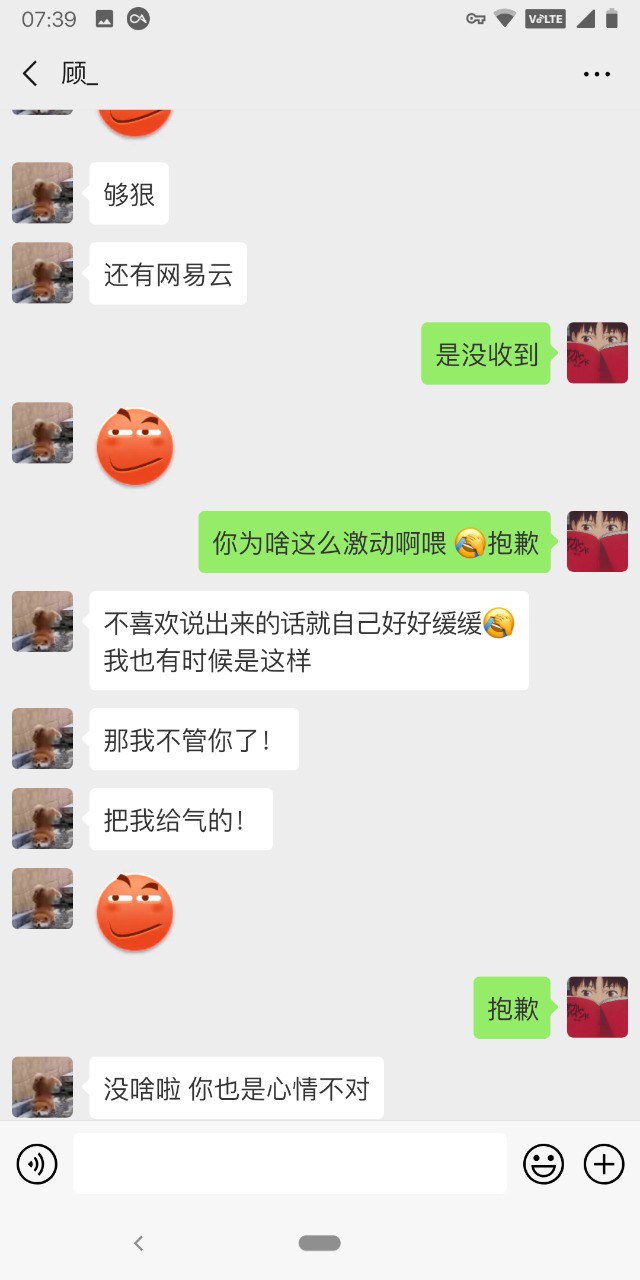 07:39
VoLTE
顾_
够狠
还有网易云
是没收到
你为啥这么激动啊喂 🤣抱歉
不喜欢说出来的话就自己好好缓缓🤣
我也有时候是这样
那我不管你了！
把我给气的！
抱歉
没啥啦 你也是心情不对